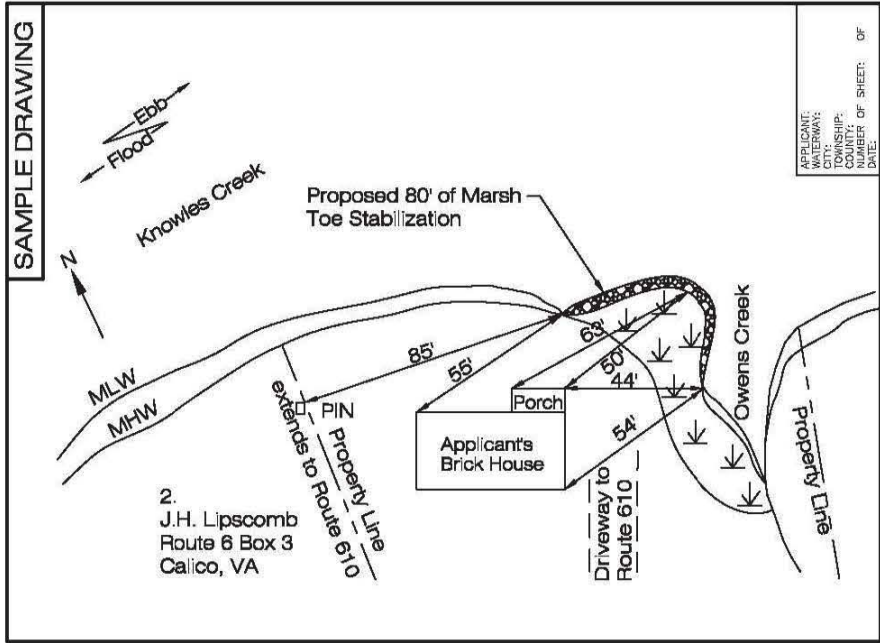 SAMPLE DRAWING
Flood
Ebb
N
Knowles Creek
Proposed 80' of Marsh
Toe Stabilization
MLW
MHW
85'
55'
63'
50'
44'
54'
PIN
Property Line
extends to Route 610
Porch
Applicant's
Brick House
Driveway to
Route 610
Owens Creek
Property Line
2.
J.H. Lipscomb
Route 6 Box 3
Calico, VA
APPLICANT:
WATERWAY:
CITY:
TOWNSHIP:
COUNTY:
NUMBER OF SHEET: OF
DATE: